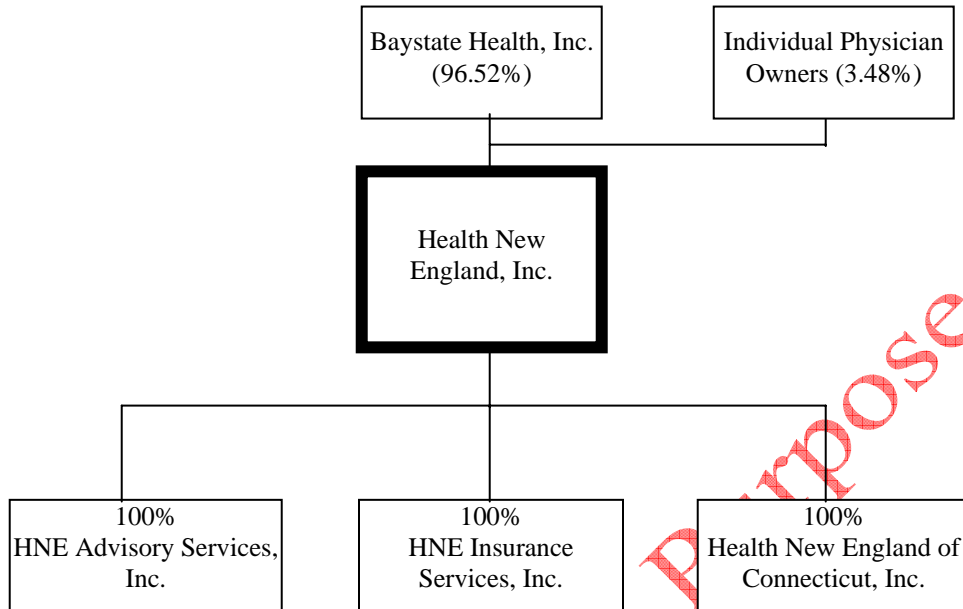 Baystate Health, Inc.
(96.52%)
Individual Physician
Owners (3.48%)
Health New
England, Inc.
100%
HNE Advisory Services,
Inc.
100%
HNE Insurance
Services, Inc.
100%
Health New England of
Connecticut, Inc.
Purpose